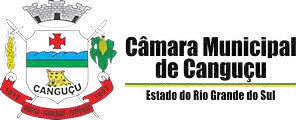 CANGUÇU
Câmara Municipal
de Canguçu
Estado do Rio Grande do Sul